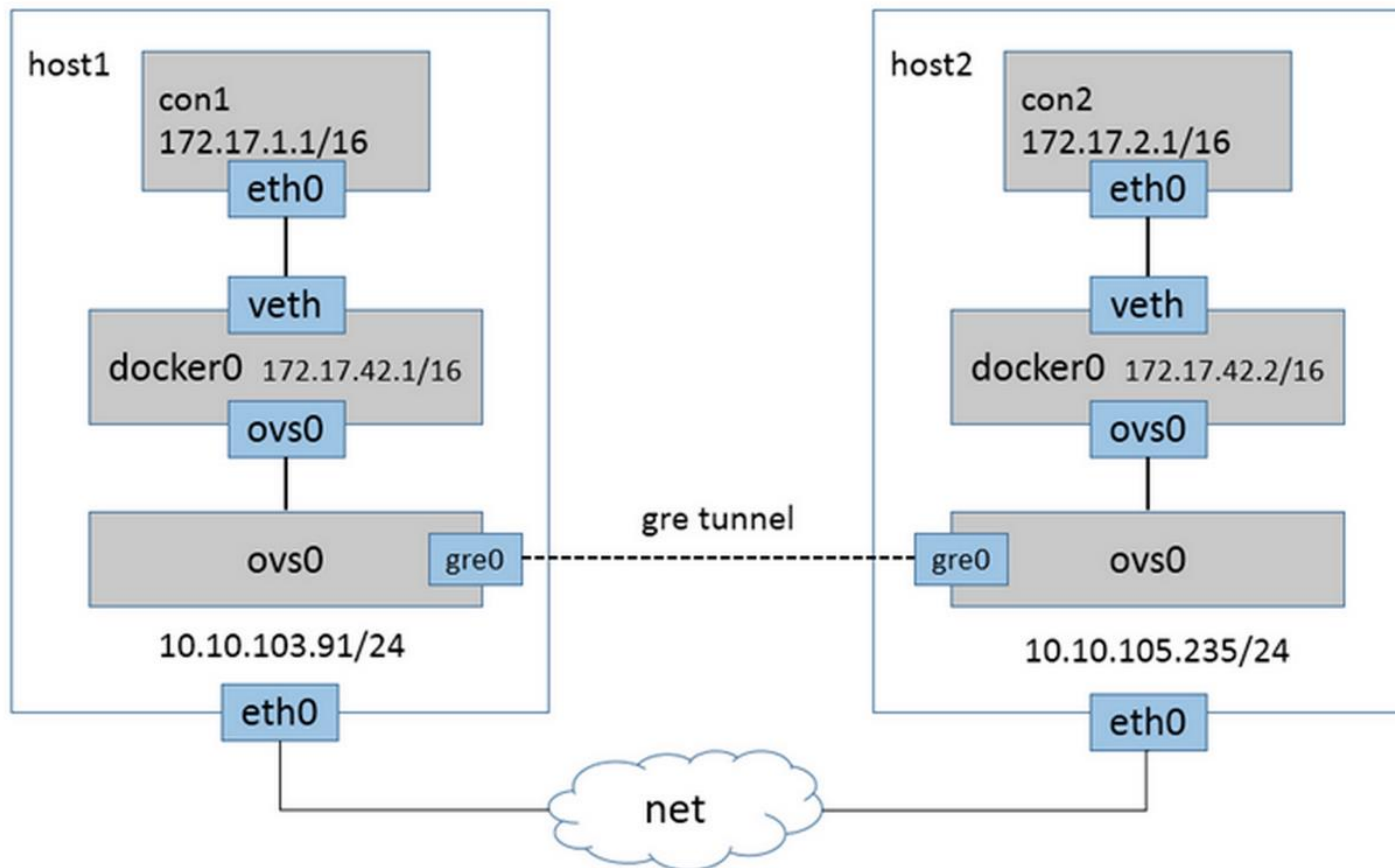 host1
con1
172.17.1.1/16
eth0
veth
docker0 172.17.42.1/16
ovs0
ovs0
gre0
10.10.103.91/24
eth0
gre tunnel
net
host2
con2
172.17.2.1/16
eth0
veth
docker0 172.17.42.2/16
ovs0
gre0
ovs0
10.10.105.235/24
eth0